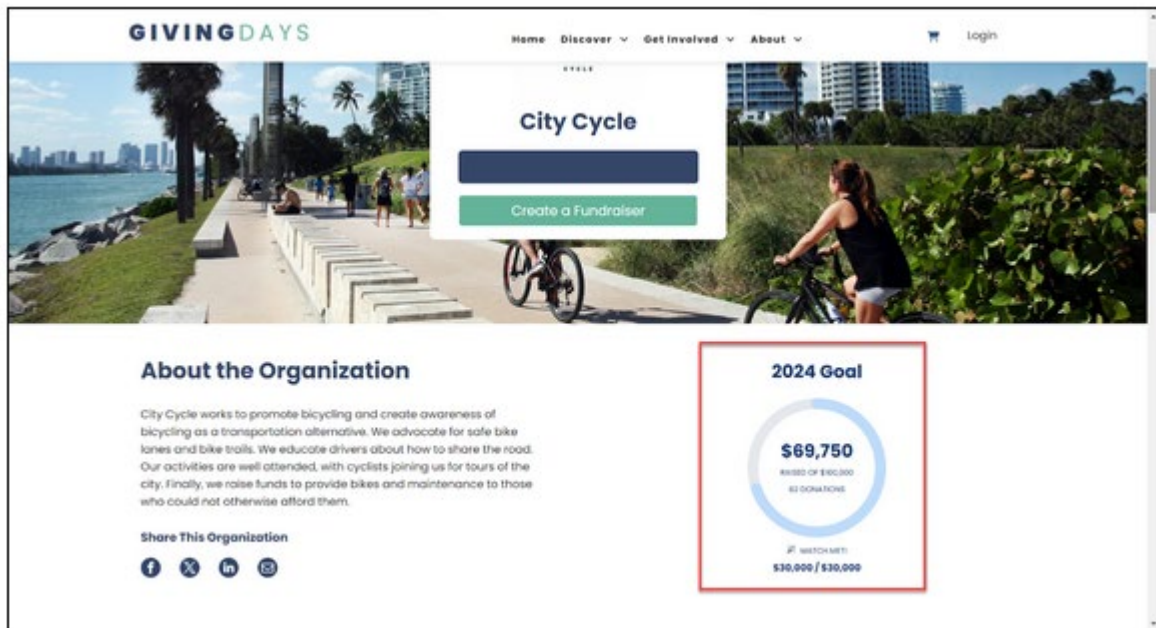 GIVINGDAYS
Home Discover Get Involved About
Login
CYCLE
City Cycle
Create a Fundraiser
About the Organization
City Cycle works to promote bicycling and create awareness of
bicycling as a transportation alternative. We advocate for safe bike
lanes and bike trails. We educate drivers about how to share the road.
Our activities are well attended, with cyclists joining us for tours of the
city. Finally, we raise funds to provide bikes and maintenance to those
who could not otherwise afford them.
Share This Organization
2024 Goal
$69,750
RAISED OF $100,000
62 DONATIONS
MATCH MET!
$30,000 / $30,000